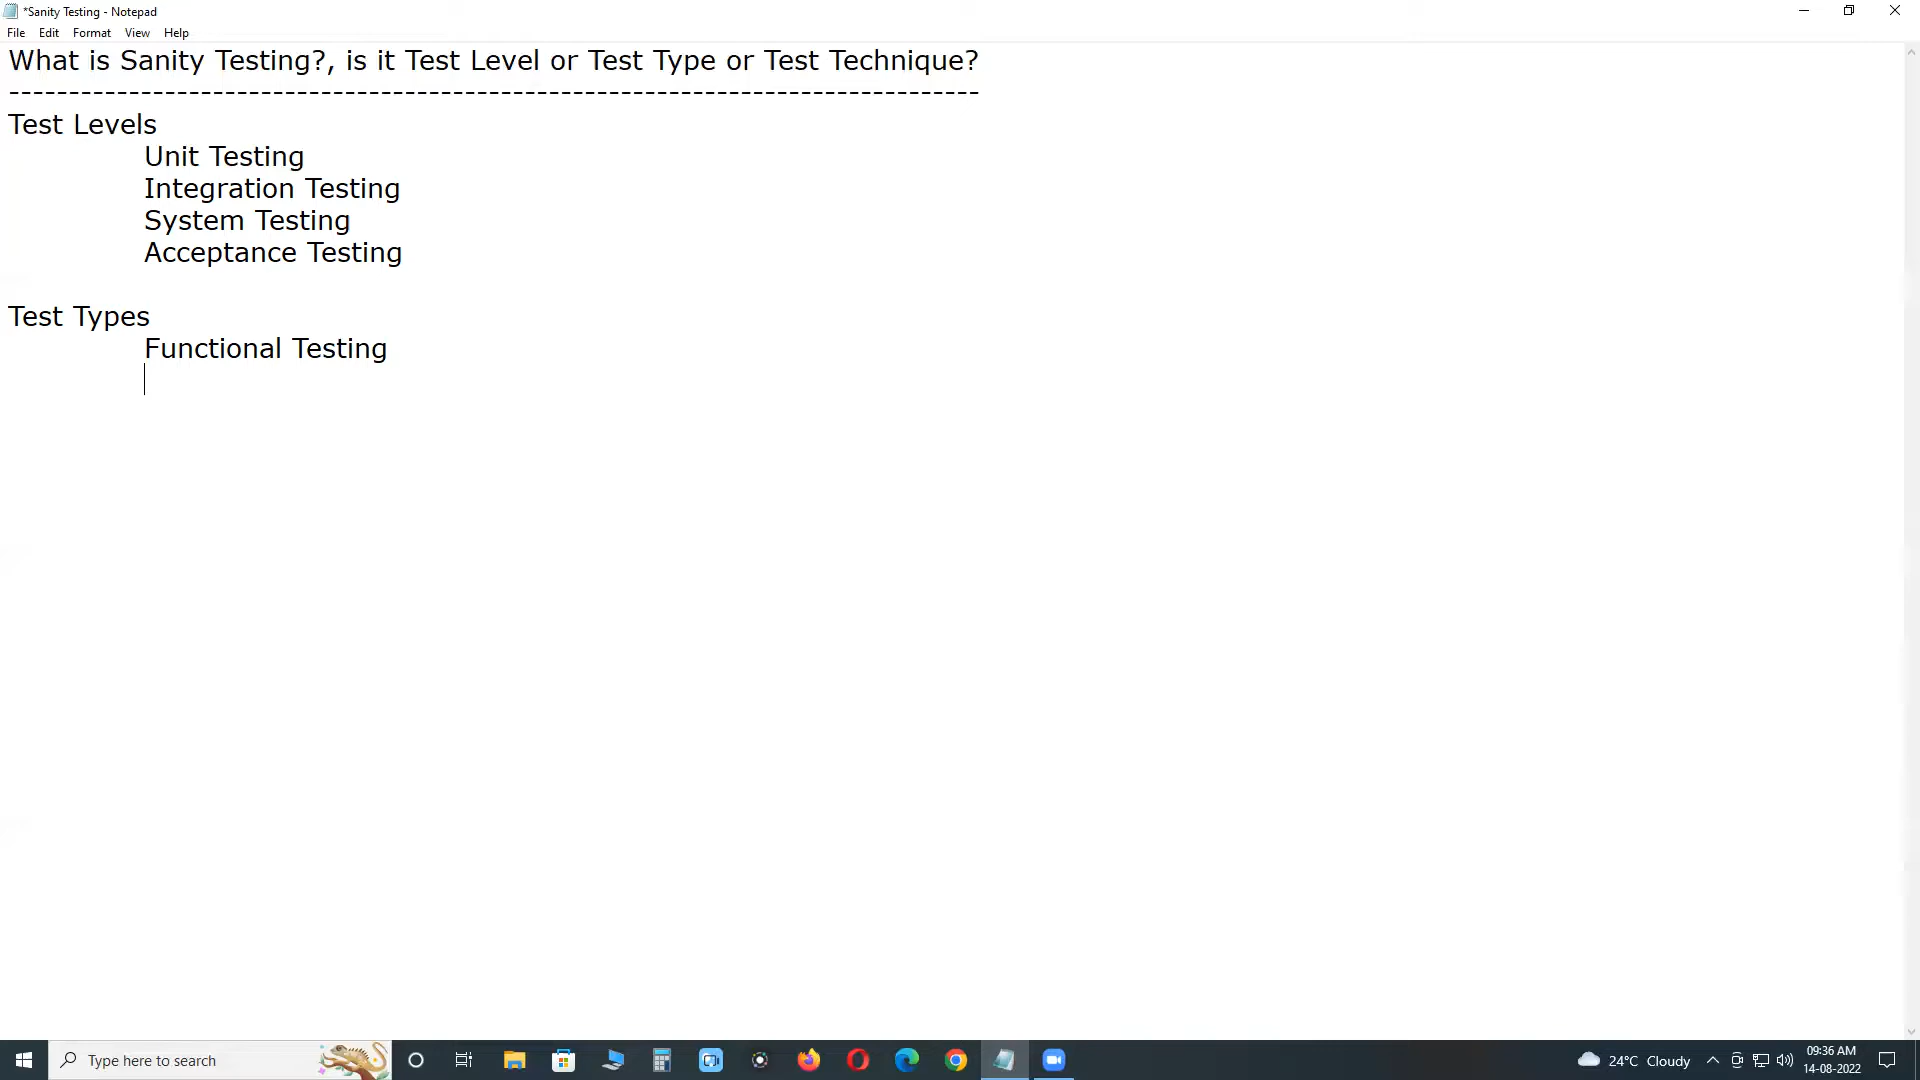 *Sanity Testing - Notepad
File Edit Format View Help
What is Sanity Testing?, is it Test Level or Test Type or Test Technique?
---------------------------------------------------------------------------------
Test Levels
Unit Testing
Integration Testing
System Testing
Acceptance Testing
Test Types
Functional Testing
Type here to search
24°C Cloudy
09:36 AM
14-08-2022